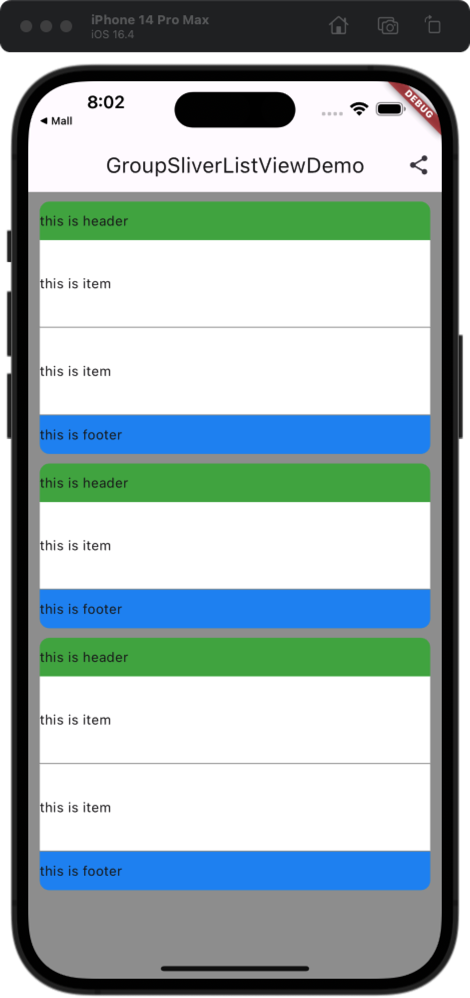 iPhone 14 Pro Max
iOS 16.4
8:02
Mall
DEBUG
GroupSliverListViewDemo
this is header
this is item
this is item
this is footer
this is header
this is item
this is footer
this is header
this is item
this is item
this is footer